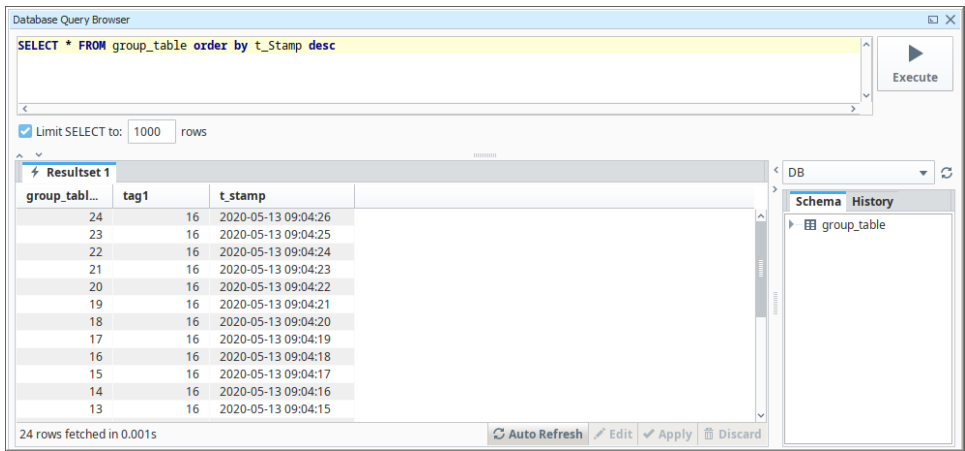 Database Query Browser
SELECT * FROM group_table order by t_Stamp desc
Execute
Limit SELECT to: 1000 rows
Resultset 1
DB
group_tabl... tag1 t_stamp
Schema History
group_table
24 16 2020-05-13 09:04:26
23 16 2020-05-13 09:04:25
22 16 2020-05-13 09:04:24
21 16 2020-05-13 09:04:23
20 16 2020-05-13 09:04:22
19 16 2020-05-13 09:04:21
18 16 2020-05-13 09:04:20
17 16 2020-05-13 09:04:19
16 16 2020-05-13 09:04:18
15 16 2020-05-13 09:04:17
14 16 2020-05-13 09:04:16
13 16 2020-05-13 09:04:15
24 rows fetched in 0.001s
Auto Refresh Edit Apply Discard